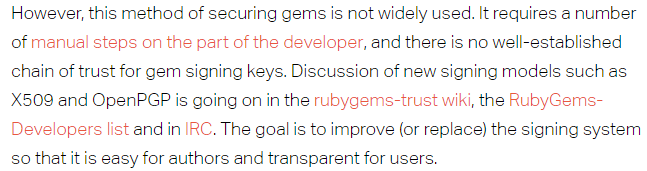 However, this method of securing gems is not widely used. It requires a number
of manual steps on the part of the developer, and there is no well-established
chain of trust for gem signing keys. Discussion of new signing models such as
X509 and OpenPGP is going on in the rubygems-trust wiki, the RubyGems-
Developers list and in IRC. The goal is to improve (or replace) the signing system
so that it is easy for authors and transparent for users.